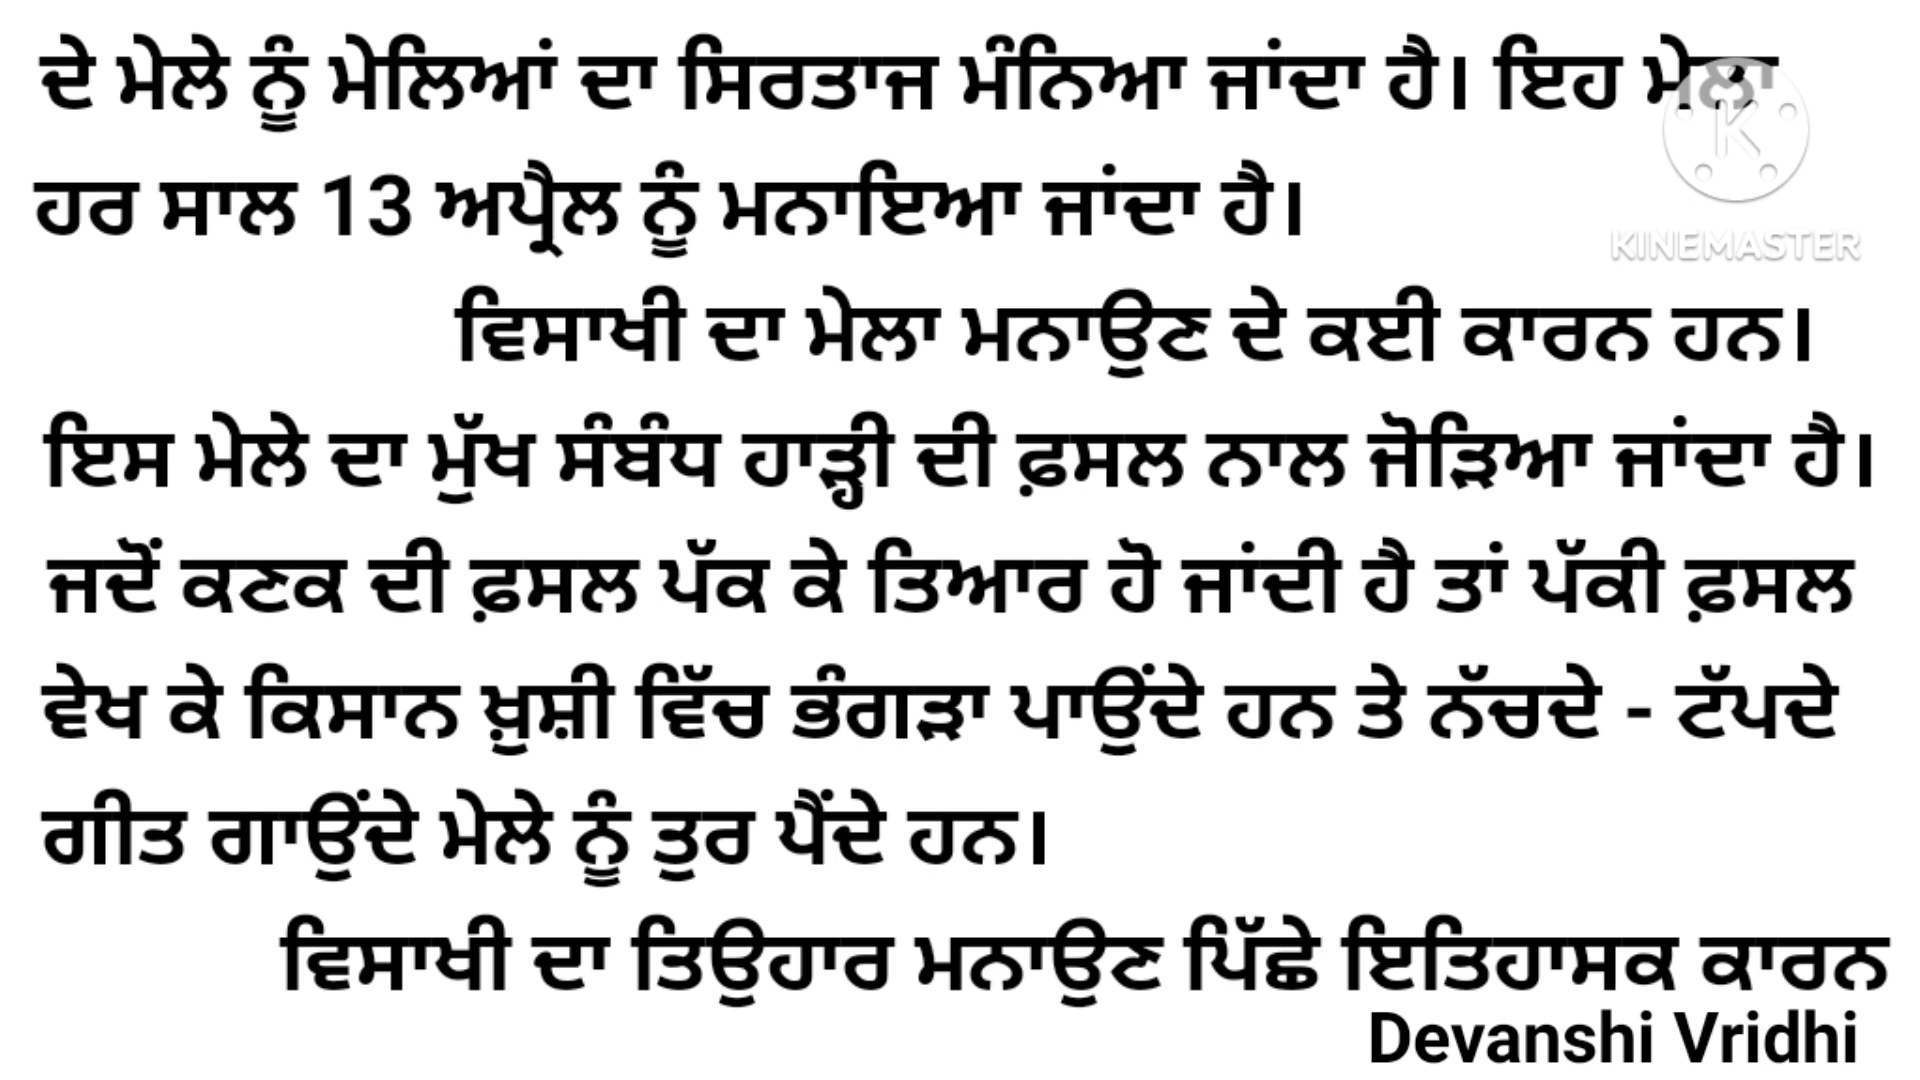 ਦੇ ਮੇਲੇ ਨੂੰ ਮੇਲਿਆਂ ਦਾ ਸਿਰਤਾਜ ਮੰਨਿਆ ਜਾਂਦਾ ਹੈ। ਇਹ ਮੇਲਾ
ਹਰ ਸਾਲ 13 ਅਪ੍ਰੈਲ ਨੂੰ ਮਨਾਇਆ ਜਾਂਦਾ ਹੈ।
K
KINEMASTER
ਵਿਸਾਖੀ ਦਾ ਮੇਲਾ ਮਨਾਉਣ ਦੇ ਕਈ ਕਾਰਨ ਹਨ।
ਇਸ ਮੇਲੇ ਦਾ ਮੁੱਖ ਸੰਬੰਧ ਹਾੜ੍ਹੀ ਦੀ ਫ਼ਸਲ ਨਾਲ ਜੋੜਿਆ ਜਾਂਦਾ ਹੈ।
ਜਦੋਂ ਕਣਕ ਦੀ ਫ਼ਸਲ ਪੱਕ ਕੇ ਤਿਆਰ ਹੋ ਜਾਂਦੀ ਹੈ ਤਾਂ ਪੱਕੀ ਫ਼ਸਲ
ਵੇਖ ਕੇ ਕਿਸਾਨ ਖ਼ੁਸ਼ੀ ਵਿੱਚ ਭੰਗੜਾ ਪਾਉਂਦੇ ਹਨ ਤੇ ਨੱਚਦੇ - ਟੱਪਦੇ
ਗੀਤ ਗਾਉਂਦੇ ਮੇਲੇ ਨੂੰ ਤੁਰ ਪੈਂਦੇ ਹਨ।
ਵਿਸਾਖੀ ਦਾ ਤਿਉਹਾਰ ਮਨਾਉਣ ਪਿੱਛੇ ਇਤਿਹਾਸਕ ਕਾਰਨ
Devanshi Vridhi